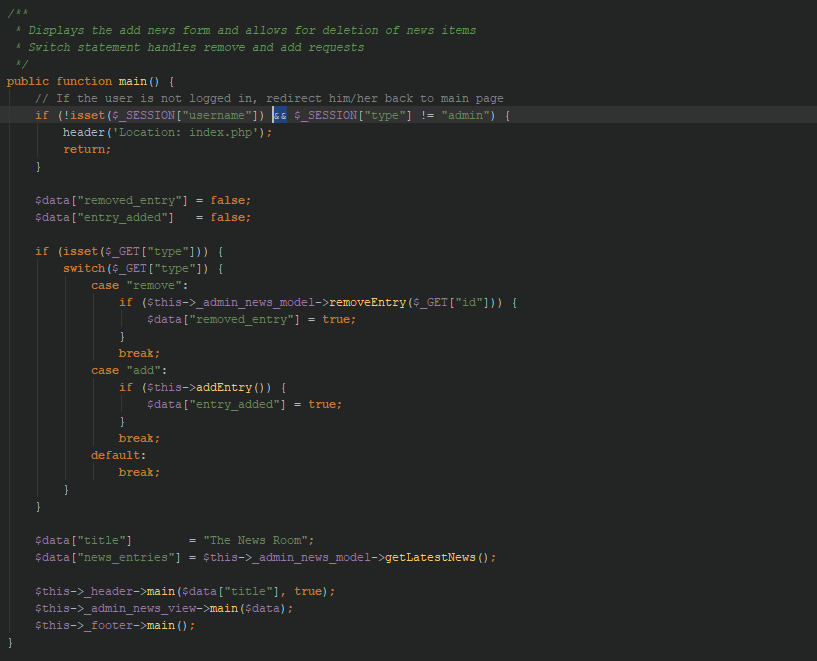 /**
 * Displays the add news form and allows for deletion of news items
 * Switch statement handles remove and add requests
 */
public function main() {
    // If the user is not logged in, redirect him/her back to main page
    if (!isset($_SESSION["username"]) && $_SESSION["type"] != "admin") {
        header('Location: index.php');
        return;
    }

    $data["removed_entry"] = false;
    $data["entry_added"]   = false;

    if (isset($_GET["type"])) {
        switch($_GET["type"]) {
            case "remove":
                if ($this->_admin_news_model->removeEntry($_GET["id"])) {
                    $data["removed_entry"] = true;
                }
                break;
            case "add":
                if ($this->addEntry()) {
                    $data["entry_added"] = true;
                }
                break;
            default:
                break;
        }
    }

    $data["title"]        = "The News Room";
    $data["news_entries"] = $this->_admin_news_model->getLatestNews();

    $this->_header->main($data["title"], true);
    $this->_admin_news_view->main($data);
    $this->_footer->main();
}